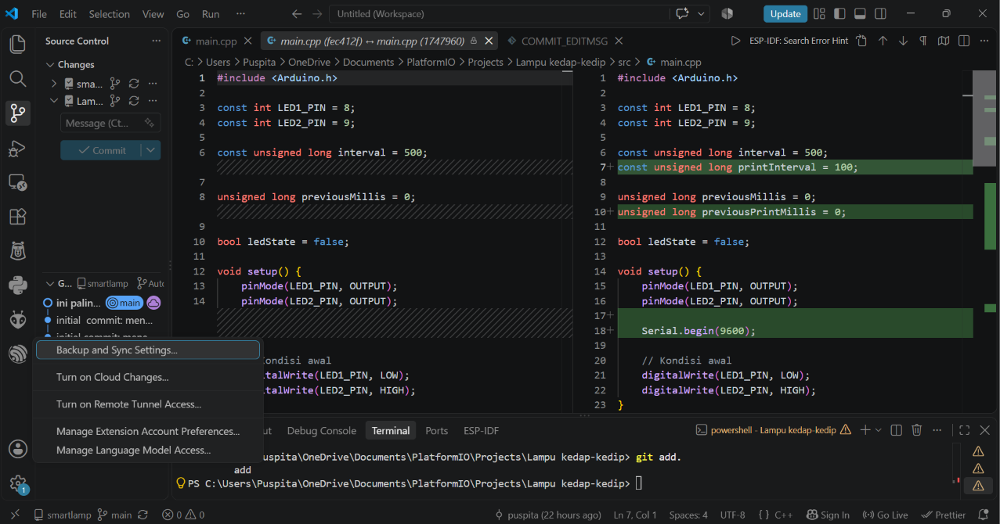 File Edit Selection View Go Run ··· Untitled (Workspace) Update
Source Control ···
main.cpp
main.cpp (fec412f) ↔ main.cpp (1747960)
COMMIT_EDITMSG
ESP-IDF: Search Error Hint
C: > Users > Puspita > OneDrive > Documents > PlatformIO > Projects > Lampu kedap-kedip > src > main.cpp
Changes
sma... ···
Lam... ···
Message (Ct...
Commit
G... smartlamp Aut
ini palin... main
initial commit: men...
Backup and Sync Settings...
Turn on Cloud Changes...
Turn on Remote Tunnel Access...
Manage Extension Account Preferences...
Manage Language Model Access...
1
1 #include <Arduino.h>
2
3 const int LED1_PIN = 8;
4 const int LED2_PIN = 9;
5
6 const unsigned long interval = 500;
7
8 unsigned long previousMillis = 0;
9
10 bool ledState = false;
11
12 void setup() {
13 pinMode(LED1_PIN, OUTPUT);
14 pinMode(LED2_PIN, OUTPUT);
ondisi awal
italWrite(LED1_PIN, LOW);
italWrite(LED2_PIN, HIGH);
1 #include <Arduino.h>
2
3 const int LED1_PIN = 8;
4 const int LED2_PIN = 9;
5
6 const unsigned long interval = 500;
7+ const unsigned long printInterval = 100;
8
9 unsigned long previousMillis = 0;
10+ unsigned long previousPrintMillis = 0;
11
12 bool ledState = false;
13
14 void setup() {
15 pinMode(LED1_PIN, OUTPUT);
16 pinMode(LED2_PIN, OUTPUT);
17+
18+ Serial.begin(9600);
19
20 // Kondisi awal
21 digitalWrite(LED1_PIN, LOW);
22 digitalWrite(LED2_PIN, HIGH);
23 }
ut Debug Console Terminal Ports ESP-IDF
powershell - Lampu kedap-kedip
uspita\OneDrive\Documents\PlatformIO\Projects\Lampu kedap-kedip> git add.
add
PS C:\Users\Puspita\OneDrive\Documents\PlatformIO\Projects\Lampu kedap-kedip>
smartlamp main 0 0 puspita (22 hours ago) Ln 7, Col 1 Spaces: 4 UTF-8 { } C++ Sign In Go Live Prettier